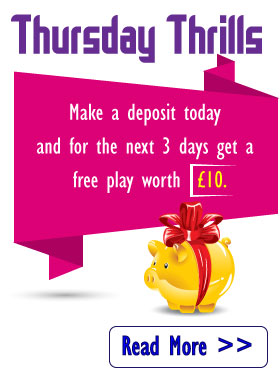 Thursday Thrills
Make a deposit today
and for the next 3 days get a
free play worth £10.
Read More >>